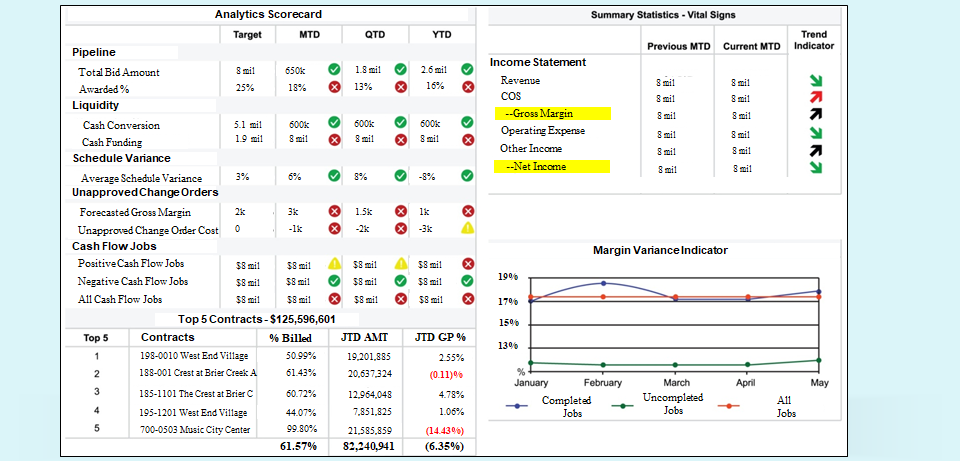 Analytics Scorecard
Target MTD QTD YTD
Pipeline
Total Bid Amount 8 mil 650k 1.8 mil 2.6 mil
Awarded % 25% 18% 13% 16%
Liquidity
Cash Conversion 5.1 mil 600k 600k 600k
Cash Funding 1.9 mil 8 mil 8 mil 8 mil
Schedule Variance
Average Schedule Variance 3% 6% 8% -8%
Unapproved Change Orders
Forecasted Gross Margin 2k 3k 1.5k 1k
Unapproved Change Order Cost 0 -1k -2k -3k
Cash Flow Jobs
Positive Cash Flow Jobs $8 mil $8 mil $8 mil $8 mil
Negative Cash Flow Jobs $8 mil $8 mil $8 mil $8 mil
All Cash Flow Jobs $8 mil $8 mil $8 mil $8 mil
Top 5 Contracts - $125,596,601
Top 5 Contracts % Billed JTD AMT JTD GP %
1 198-0010 West End Village 50.99% 19,201,885 2.55%
2 188-001 Crest at Brier Creek A 61.43% 20,637,324 (0.11)%
3 185-1101 The Crest at Brier C 60.72% 12,964,048 4.78%
4 195-1201 West End Village 44.07% 7,851,825 1.06%
5 700-0503 Music City Center 99.80% 21,585,859 (14.43%)
61.57% 82,240,941 (6.35%)
Summary Statistics - Vital Signs
Previous MTD Current MTD Trend Indicator
Income Statement
Revenue 8 mil 8 mil
COS 8 mil 8 mil
--Gross Margin 8 mil 8 mil
Operating Expense 8 mil 8 mil
Other Income 8 mil 8 mil
--Net Income 8 mil 8 mil
Margin Variance Indicator
19%
17%
15%
13%
%
January February March April May
Completed Jobs Uncompleted Jobs All Jobs